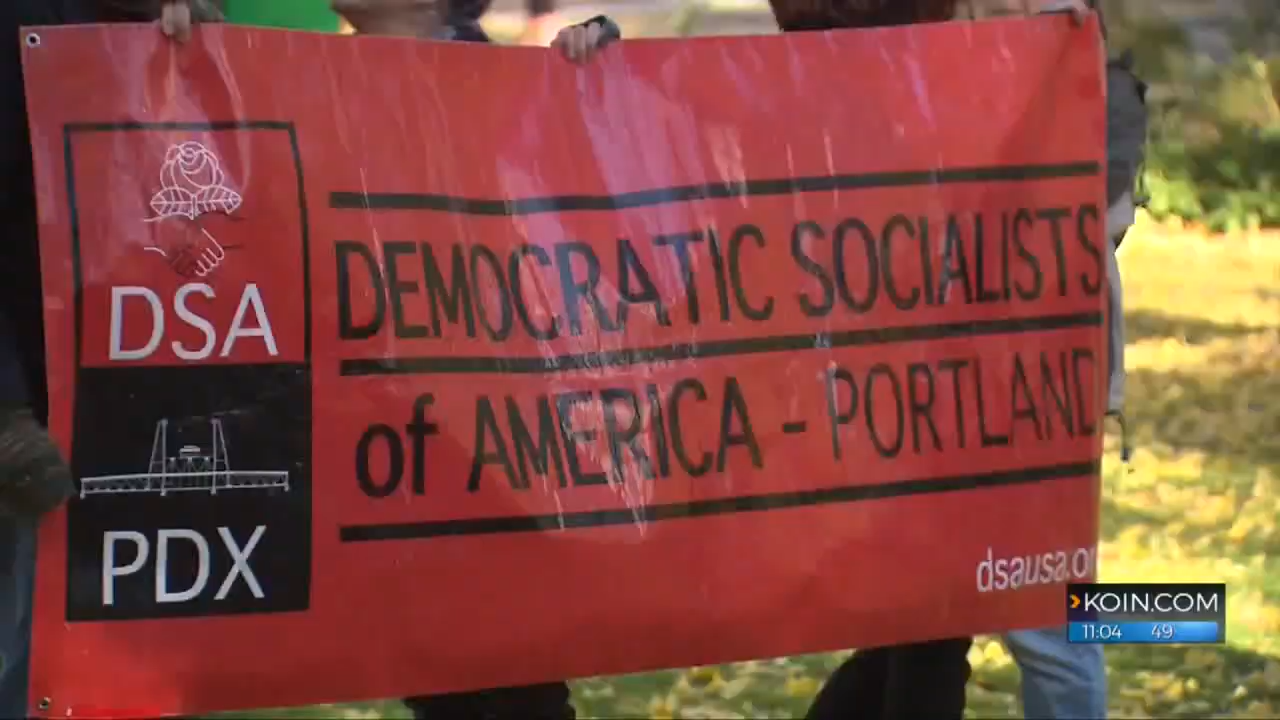 DSA
PDX
DEMOCRATIC SOCIALISTS
of AMERICA - PORTLAND
dsausa.or
KOIN.COM
11:04 49